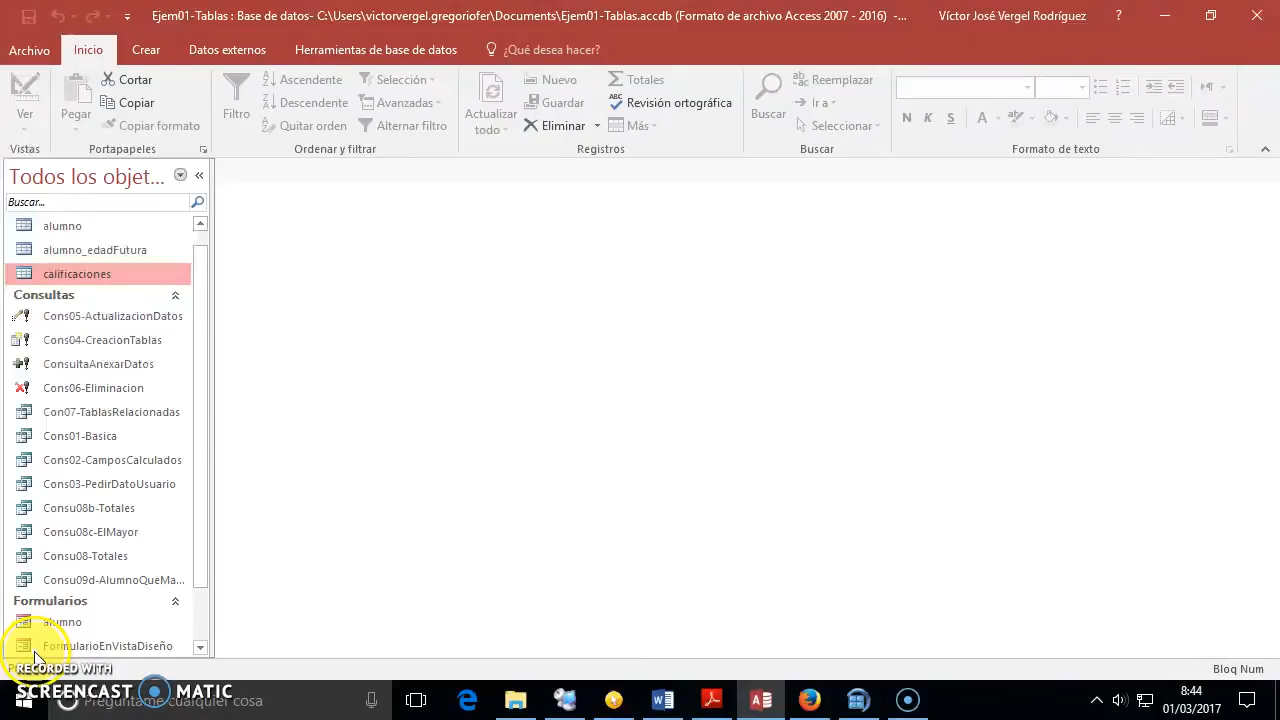 Ejem01-Tablas : Base de datos- C:\Users\victorvergel.gregoriofer\Documents\Ejem01-Tablas.accdb (Formato de archivo Access 2007 - 2016) -...
Víctor José Vergel Rodríguez
?
Archivo
Inicio
Crear
Datos externos
Herramientas de base de datos
¿Qué desea hacer?
Ver
Vistas
Pegar
Cortar
Copiar
Copiar formato
Portapapeles
Filtro
Ascendente
Descendente
Quitar orden
Selección
Avanzadas
Alternar filtro
Ordenar y filtrar
Actualizar
todo
Nuevo
Guardar
Eliminar
Totales
Revisión ortográfica
Más
Registros
Buscar
Reemplazar
Ir a
Seleccionar
Buscar
N K S
A
Formato de texto
Todos los objet...
Buscar...
alumno
alumno_edadFutura
calificaciones
Consultas
Cons05-ActualizacionDatos
Cons04-CreacionTablas
ConsultaAnexarDatos
Cons06-Eliminacion
Con07-TablasRelacionadas
Cons01-Basica
Cons02-CamposCalculados
Cons03-PedirDatoUsuario
Consu08b-Totales
Consu08c-ElMayor
Consu08-Totales
Consu09d-AlumnoQueMa...
Formularios
alumno
FormularioEnVistaDiseño
Bloq Num
RECORDED WITH
SCREENCAST MATIC
Pregúntame cualquier cosa
8:44
01/03/2017